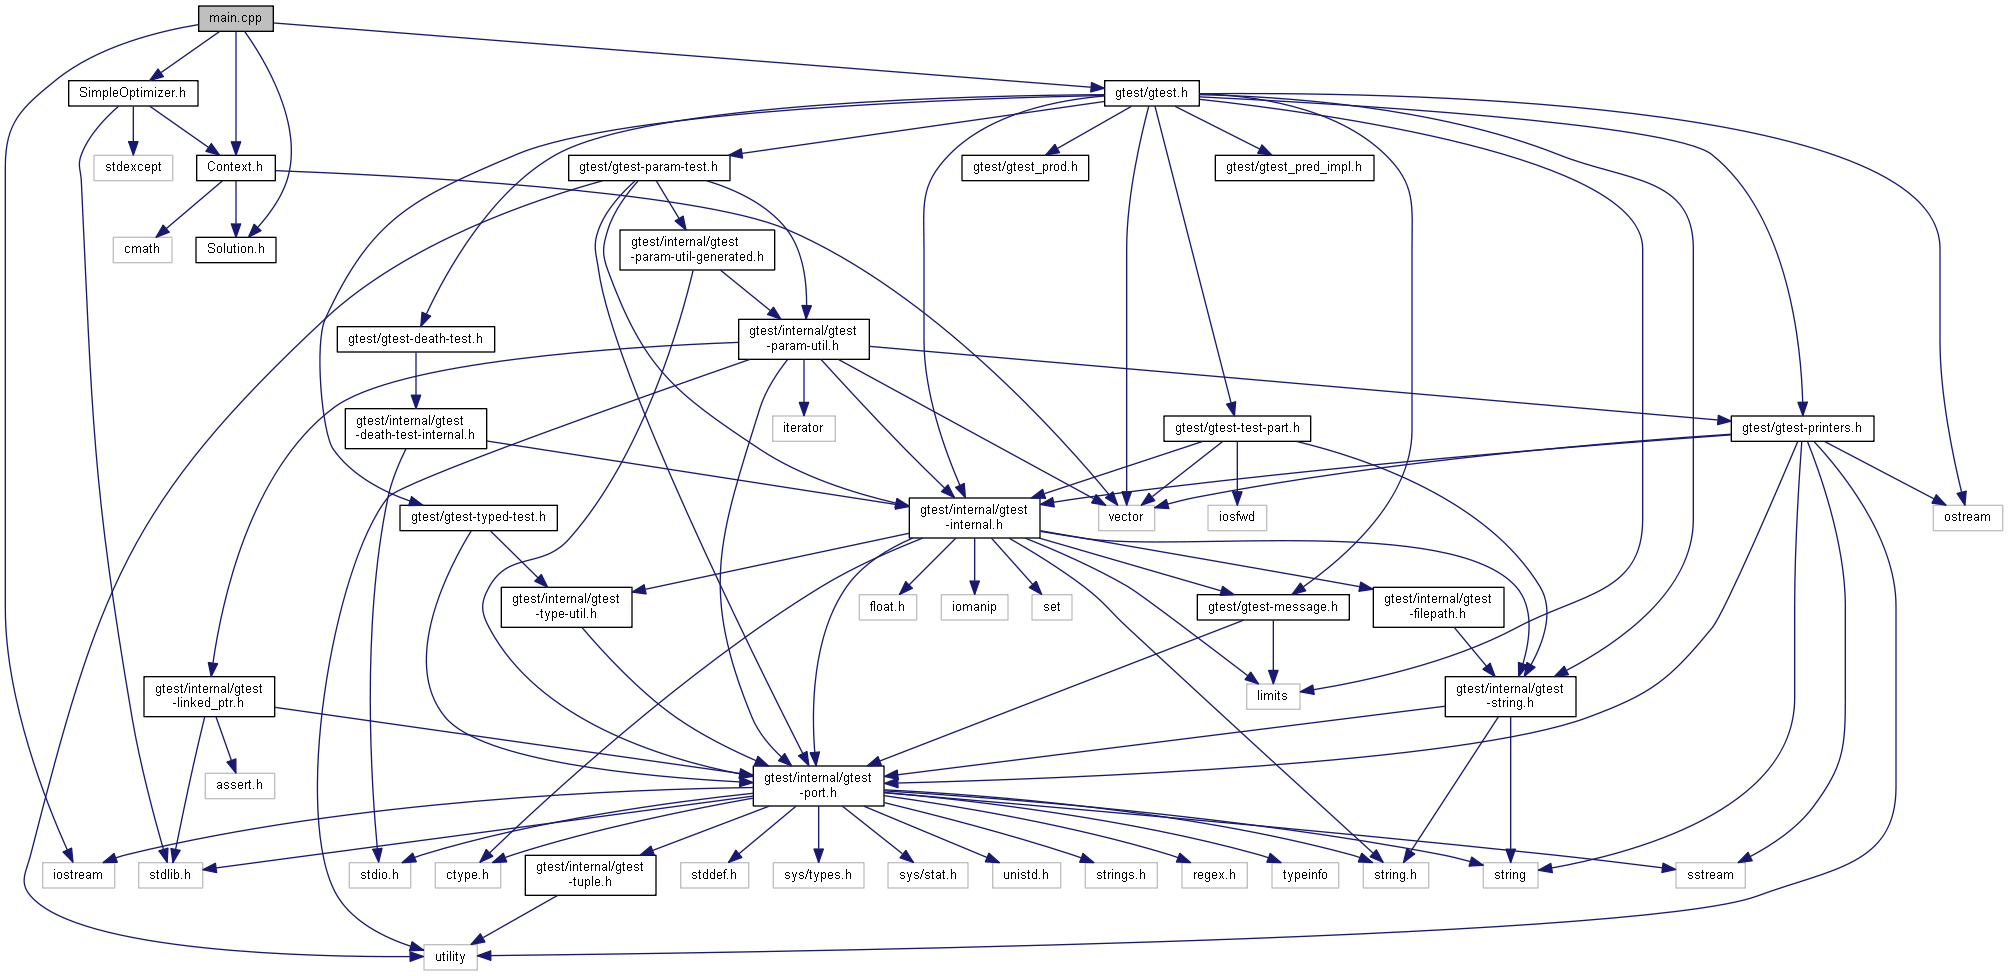 main.cpp
SimpleOptimizer.h
gtest/gtest.h
stdexcept
Context.h
gtest/gtest-param-test.h
gtest/gtest_prod.h
gtest/gtest_pred_impl.h
cmath
Solution.h
gtest/internal/gtest
-param-util-generated.h
gtest/gtest-death-test.h
gtest/internal/gtest
-param-util.h
gtest/internal/gtest
-death-test-internal.h
iterator
gtest/gtest-test-part.h
gtest/gtest-printers.h
gtest/gtest-typed-test.h
gtest/internal/gtest
-internal.h
vector
iosfwd
ostream
gtest/internal/gtest
-type-util.h
float.h
iomanip
set
gtest/gtest-message.h
gtest/internal/gtest
-filepath.h
gtest/internal/gtest
-linked_ptr.h
limits
gtest/internal/gtest
-string.h
assert.h
gtest/internal/gtest
-port.h
iostream
stdlib.h
stdio.h
ctype.h
gtest/internal/gtest
-tuple.h
stddef.h
sys/types.h
sys/stat.h
unistd.h
strings.h
regex.h
typeinfo
string.h
string
sstream
utility